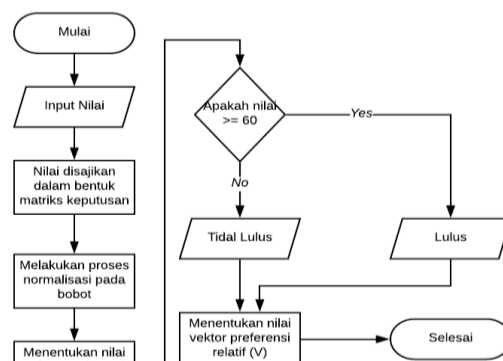 Mulai
Input Nilai
Nilai disajikan
dalam bentuk
matriks keputusan
Melakukan proses
normalisasi pada
bobot
Menentukan nilai
Apakah nilai
>= 60
Yes
No
Tidal Lulus
Lulus
Menentukan nilai
vektor preferensi
relatif (V)
Selesai